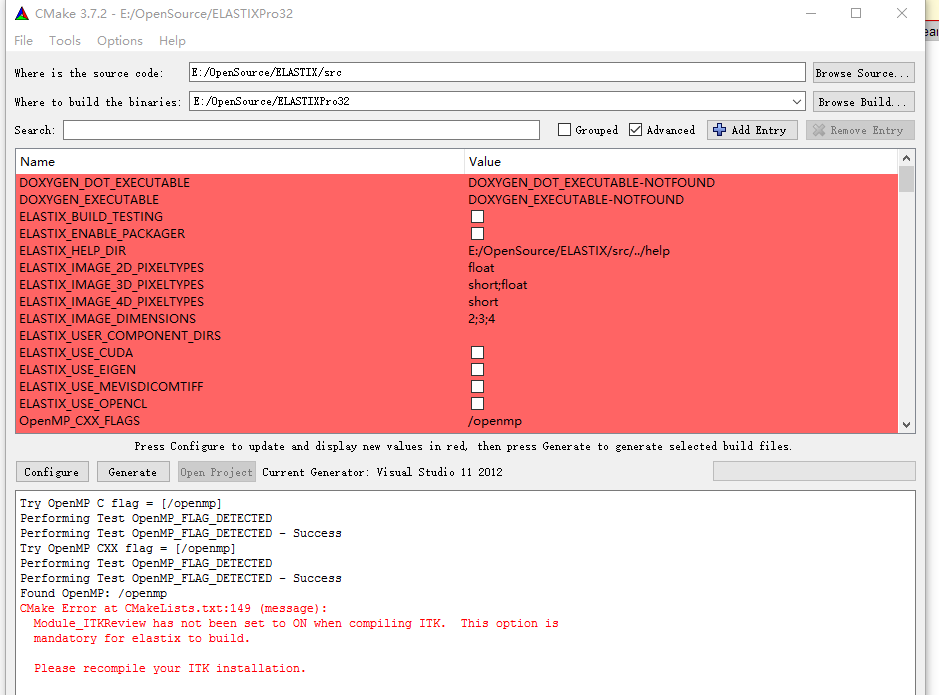 CMake 3.7.2 - E:/OpenSource/ELASTIXPro32
File Tools Options Help
Where is the source code: E:/OpenSource/ELASTIX/src Browse Source...
Where to build the binaries: E:/OpenSource/ELASTIXPro32 Browse Build...
Search: Grouped Advanced Add Entry Remove Entry
Name Value
DOXYGEN_DOT_EXECUTABLE DOXYGEN_DOT_EXECUTABLE-NOTFOUND
DOXYGEN_EXECUTABLE DOXYGEN_EXECUTABLE-NOTFOUND
ELASTIX_BUILD_TESTING
ELASTIX_ENABLE_PACKAGER
ELASTIX_HELP_DIR E:/OpenSource/ELASTIX/src/../help
ELASTIX_IMAGE_2D_PIXELTYPES float
ELASTIX_IMAGE_3D_PIXELTYPES short;float
ELASTIX_IMAGE_4D_PIXELTYPES short
ELASTIX_IMAGE_DIMENSIONS 2;3;4
ELASTIX_USER_COMPONENT_DIRS
ELASTIX_USE_CUDA
ELASTIX_USE_EIGEN
ELASTIX_USE_MEVISDICOMTIFF
ELASTIX_USE_OPENCL
OpenMP_CXX_FLAGS /openmp
Press Configure to update and display new values in red, then press Generate to generate selected build files.
Configure Generate Open Project Current Generator: Visual Studio 11 2012
Try OpenMP C flag = [/openmp]
Performing Test OpenMP_FLAG_DETECTED
Performing Test OpenMP_FLAG_DETECTED - Success
Try OpenMP CXX flag = [/openmp]
Performing Test OpenMP_FLAG_DETECTED
Performing Test OpenMP_FLAG_DETECTED - Success
Found OpenMP: /openmp
CMake Error at CMakeLists.txt:149 (message):
Module_ITKReview has not been set to ON when compiling ITK.  This option is
mandatory for elastix to build.
Please recompile your ITK installation.